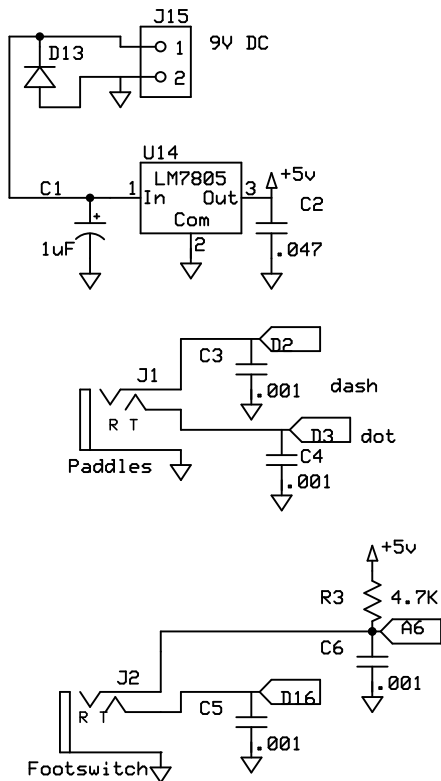 J15
D13
1
9V DC
2
U14
LM7805
+5v
C1
1
In
Out
3
C2
+
Com
1uF
2
.047
D2
C3
J1
.001
dash
R T
D3
dot
C4
Paddles
.001
+5v
R3
4.7K
A6
C6
J2
.001
R T
C5
D16
.001
Footswitch